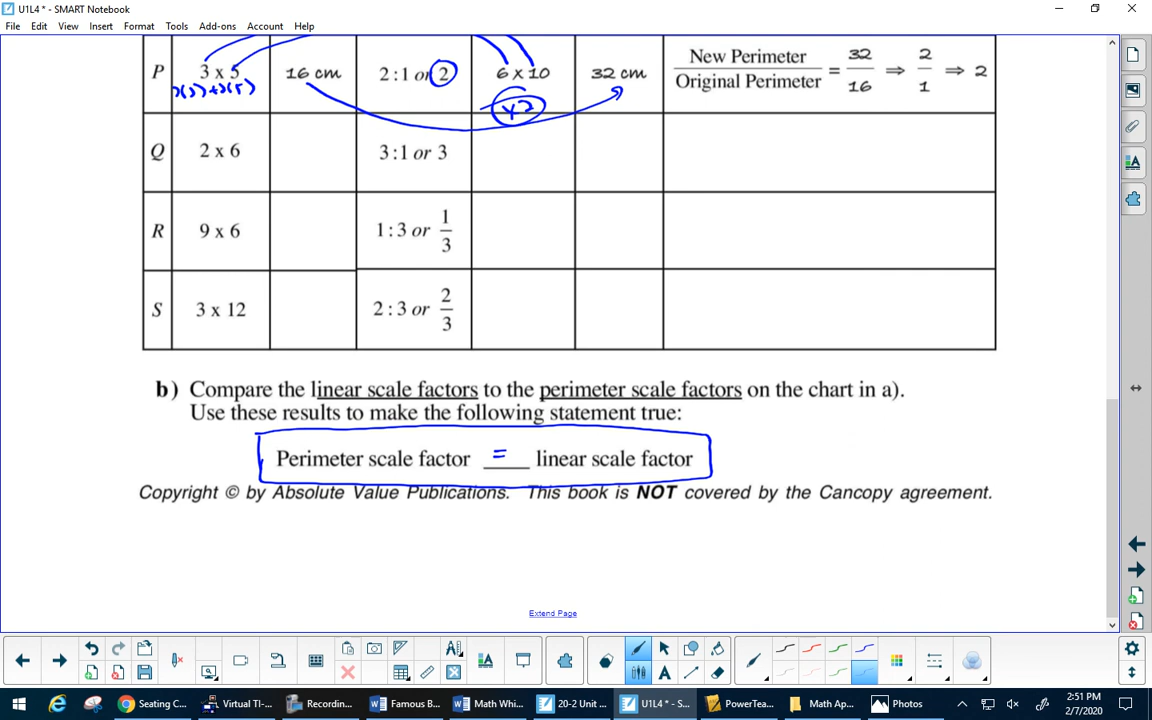 U1L4 * - SMART Notebook
File Edit View Insert Format Tools Add-ons Account Help
P 3 x 5 16 cm 2:1 or 2 6 x 10 32 cm New Perimeter / Original Perimeter = 32/16 ⇒ 2/1 ⇒ 2
2(3)+2(5)
x2
Q 2 x 6 3:1 or 3
R 9 x 6 1:3 or 1/3
S 3 x 12 2:3 or 2/3
b) Compare the linear scale factors to the perimeter scale factors on the chart in a).
Use these results to make the following statement true:
Perimeter scale factor = linear scale factor
Copyright © by Absolute Value Publications. This book is NOT covered by the Cancopy agreement.
Extend Page
Seating C... Virtual TI-... Recordin... Famous B... Math Whi... 20-2 Unit ... U1L4 * - S... PowerTea... Math Ap... Photos
2:51 PM
2/7/2020